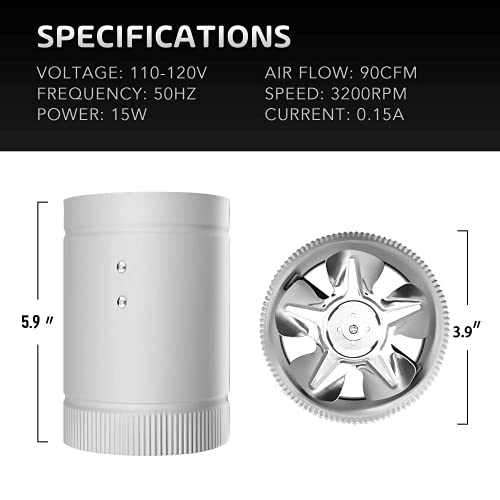 SPECIFICATIONS
VOLTAGE: 110-120V
FREQUENCY: 50HZ
POWER: 15W
AIR FLOW: 90CFM
SPEED: 3200RPM
CURRENT: 0.15A
5.9"
3.9"